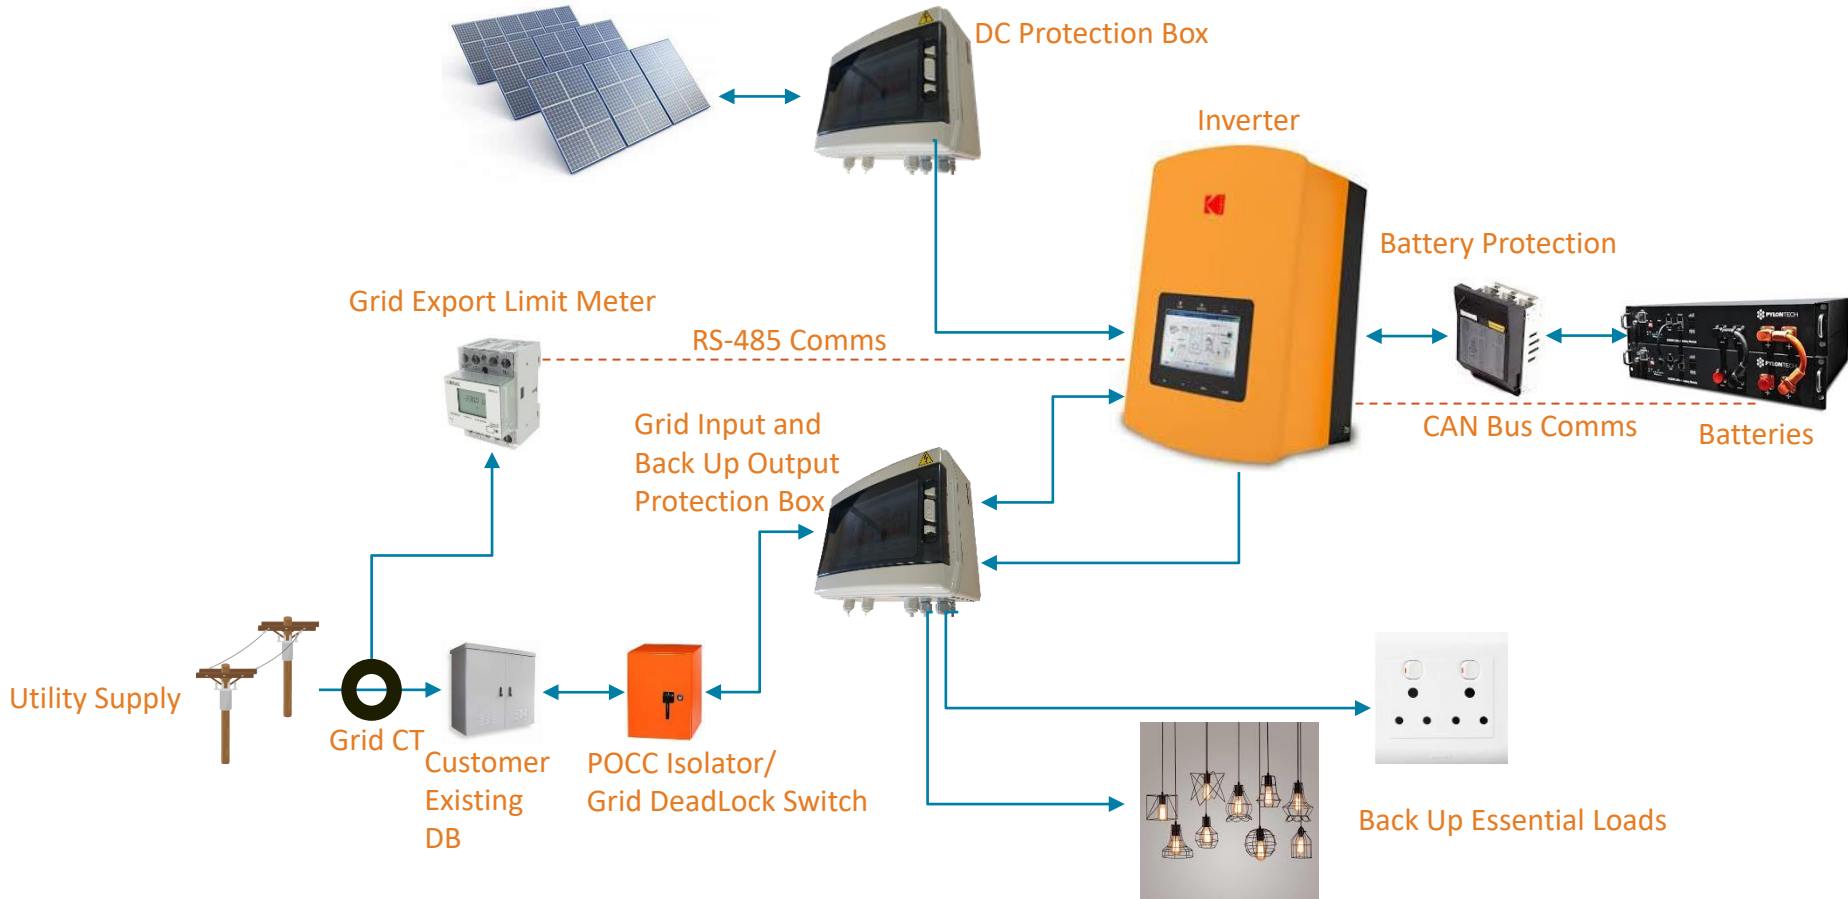 DC Protection Box
Inverter
Battery Protection
Grid Export Limit Meter
RS-485 Comms
PYLONTECH
PYLONTECH
Grid Input and
Back Up Output
Protection Box
CAN Bus Comms
Batteries
Utility Supply
Grid CT
Customer
Existing
DB
POCC Isolator/
Grid DeadLock Switch
Back Up Essential Loads